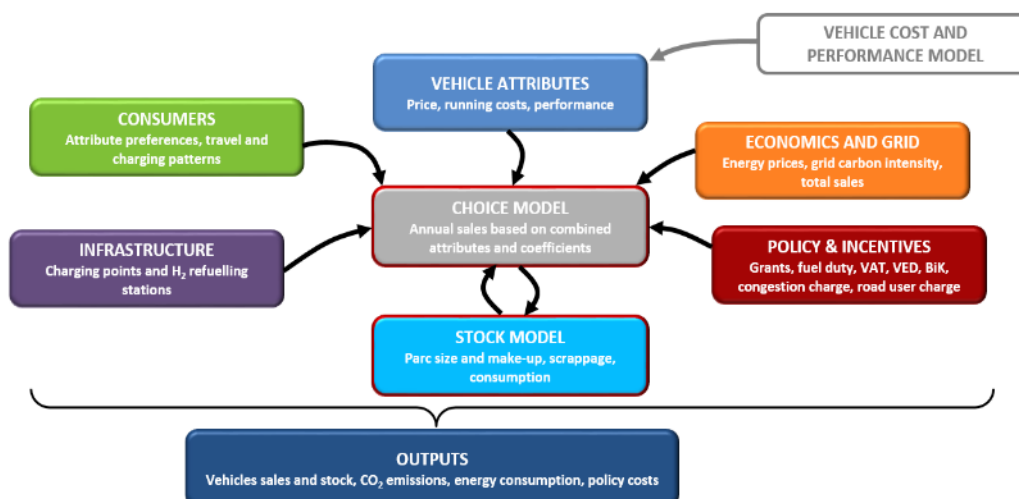 VEHICLE COST AND
PERFORMANCE MODEL
VEHICLE ATTRIBUTES
Price, running costs, performance
CONSUMERS
Attribute preferences, travel and
charging patterns
ECONOMICS AND GRID
Energy prices, grid carbon intensity,
total sales
CHOICE MODEL
Annual sales based on combined
attributes and coefficients
INFRASTRUCTURE
Charging points and H₂ refuelling
stations
POLICY & INCENTIVES
Grants, fuel duty, VAT, VED, BiK,
congestion charge, road user charge
STOCK MODEL
Parc size and make-up, scrappage,
consumption
OUTPUTS
Vehicles sales and stock, CO₂ emissions, energy consumption, policy costs